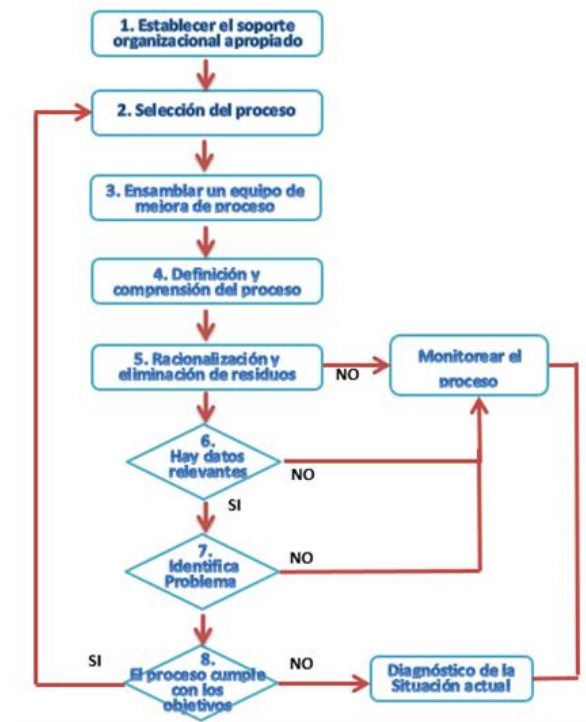 1. Establecer el soporte
organizacional apropiado
2. Selección del proceso
3. Ensamblar un equipo de
mejora de proceso
4. Definición y
comprensión del proceso
5. Racionalización y
eliminación de residuos
NO
Monitorear el
proceso
6.
Hay datos
relevantes
NO
SI
7.
Identifica
Problema
NO
SI
8.
El proceso cumple
con los
objetivos
NO
Diagnóstico de la
Situación actual